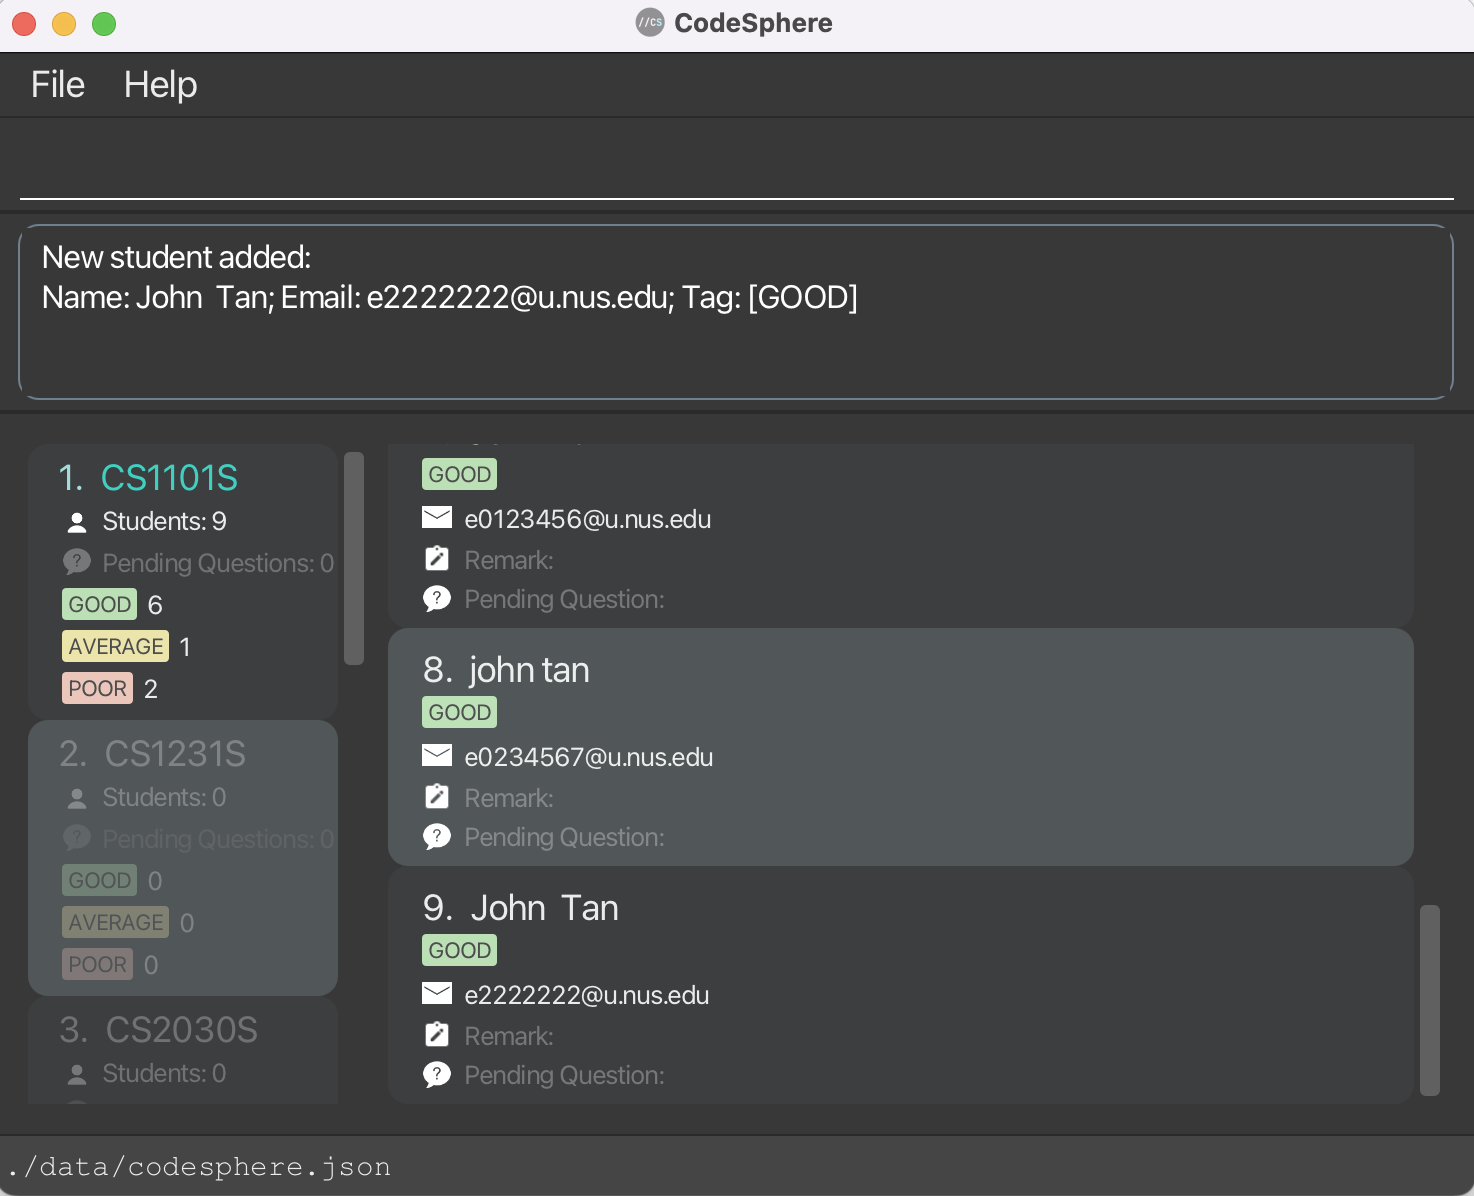 //CS CodeSphere
File Help
New student added:
Name: John  Tan; Email: e2222222@u.nus.edu; Tag: [GOOD]
1. CS1101S
Students: 9
? Pending Questions: 0
GOOD 6
AVERAGE 1
POOR 2
2. CS1231S
Students: 0
? Pending Questions: 0
GOOD 0
AVERAGE 0
POOR 0
3. CS2030S
Students: 0
GOOD
e0123456@u.nus.edu
Remark:
? Pending Question:
8. john tan
GOOD
e0234567@u.nus.edu
Remark:
? Pending Question:
9. John  Tan
GOOD
e2222222@u.nus.edu
Remark:
? Pending Question:
./data/codesphere.json